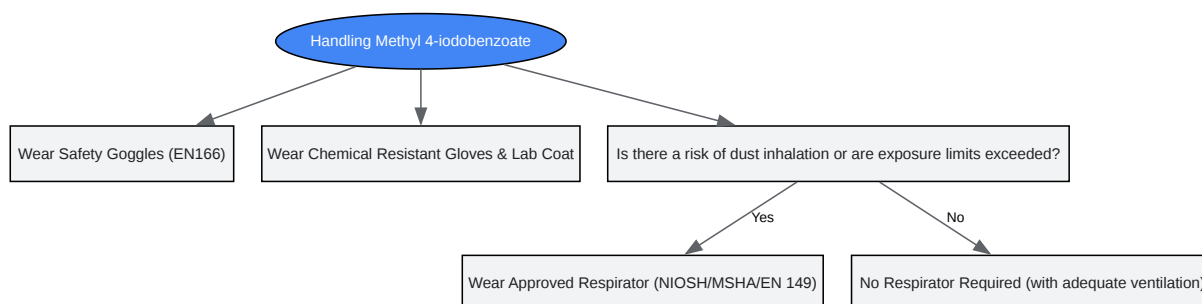 Handling Methyl 4-iodobenzoate
Wear Safety Goggles (EN166)
Wear Chemical Resistant Gloves & Lab Coat
Is there a risk of dust inhalation or are exposure limits exceeded?
Yes
No
Wear Approved Respirator (NIOSH/MSHA/EN 149)
No Respirator Required (with adequate ventilation)